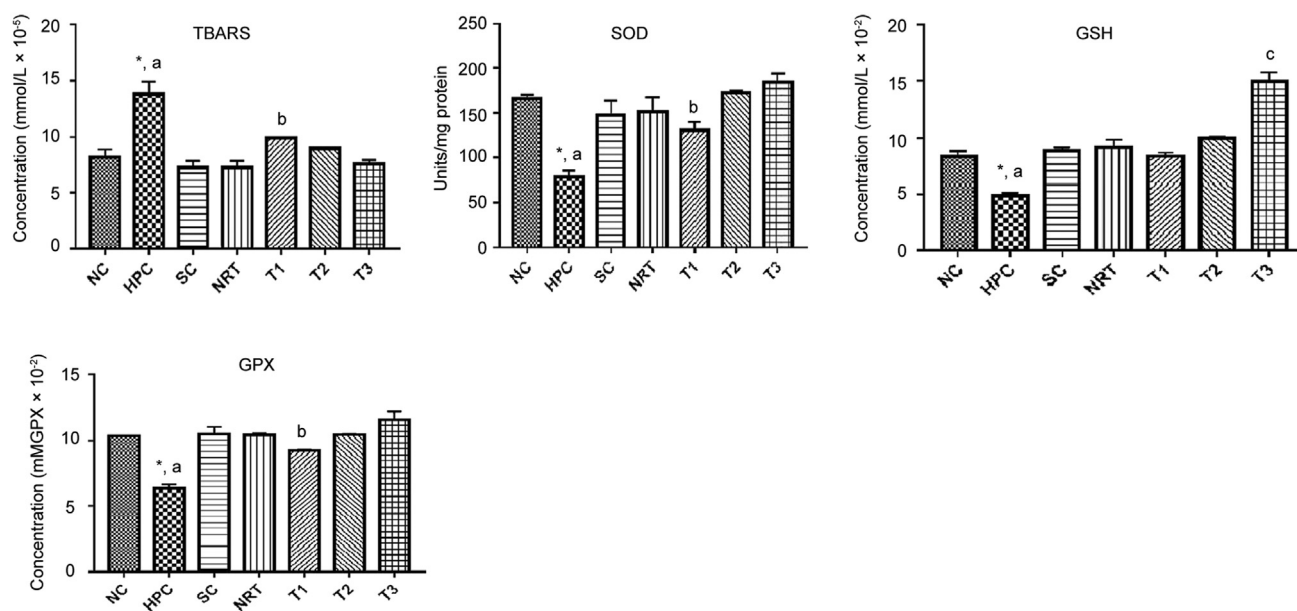 TBARS
Concentration (mmol/L × 10⁻⁵)
20
15
10
5
0
*, a
b
NC
HPC
SC
NRT
T1
T2
T3
SOD
Units/mg protein
250
200
150
100
50
0
*, a
b
NC
HPC
SC
NRT
T1
T2
T3
GSH
Concentration (mmol/L × 10⁻²)
20
15
10
5
0
*, a
c
NC
HPC
SC
NRT
T1
T2
T3
GPX
Concentration (mMGPX × 10⁻²)
15
10
5
0
*, a
b
NC
HPC
SC
NRT
T1
T2
T3